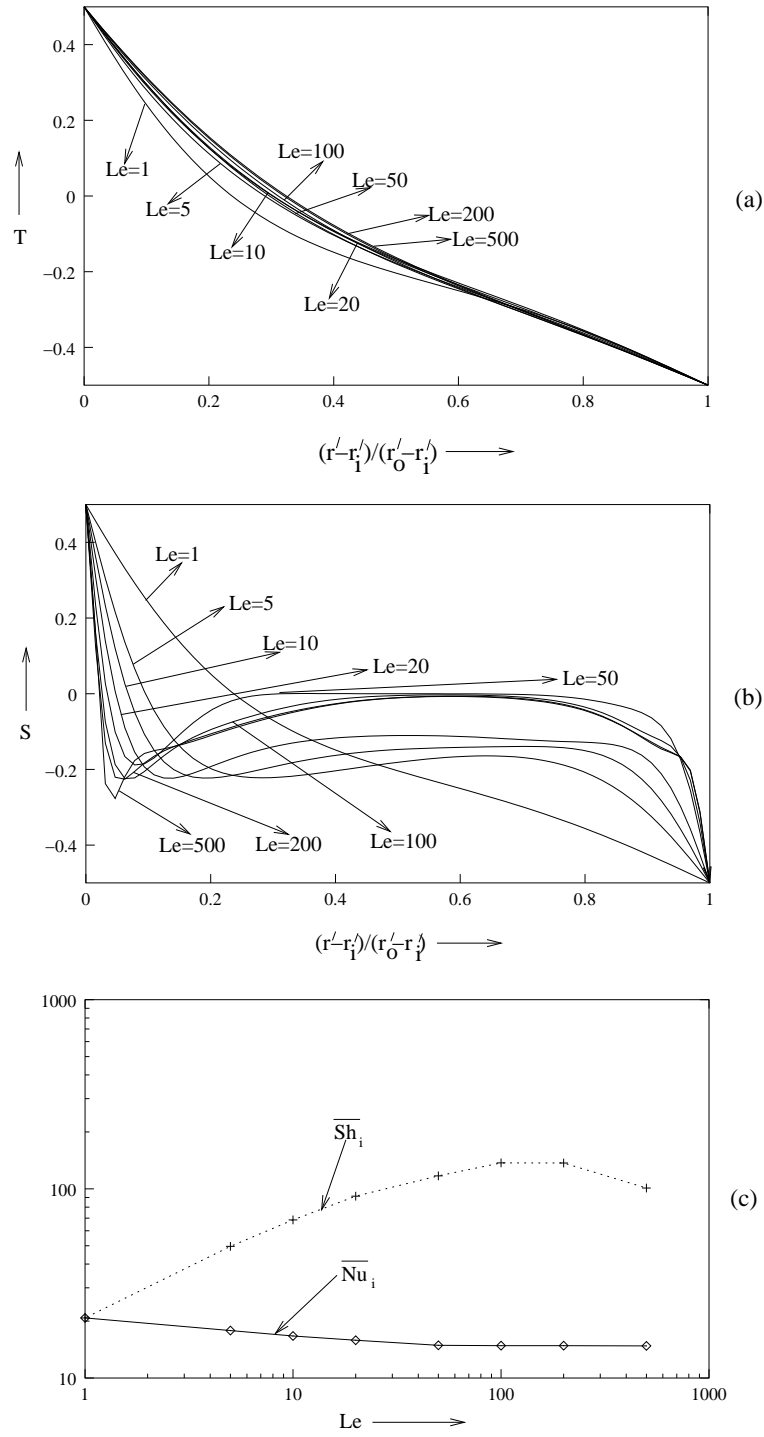 0.4
0.2
0
−0.2
−0.4
T
Le=1
Le=5
Le=10
Le=20
Le=100
Le=50
Le=200
Le=500
(a)
0 0.2 0.4 0.6 0.8 1
(r′−r′i)/(r′o−r′i)
0.4
0.2
0
−0.2
−0.4
S
Le=1
Le=5
Le=10
Le=20
Le=50
Le=500
Le=200
Le=100
(b)
0 0.2 0.4 0.6 0.8 1
(r′−r′i)/(r′o−r′i)
1000
100
10
Sh i
Nu i
(c)
1 10 100 1000
Le